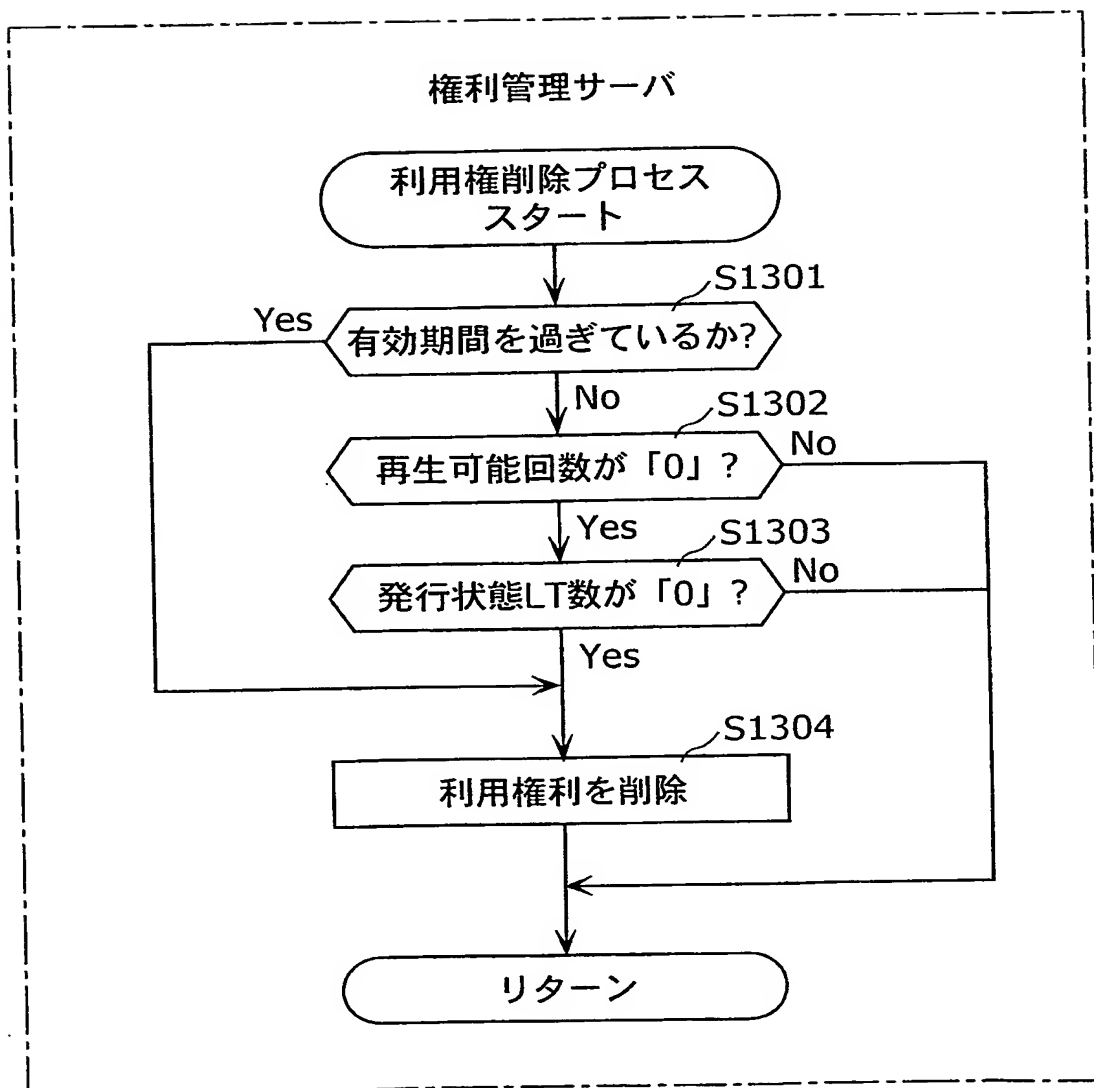 権利管理サーバ
利用権削除プロセス
スタート
S1301
Yes
有効期間を過ぎているか?
No
S1302
No
再生可能回数が「0」?
Yes
S1303
No
発行状態LT数が「0」?
Yes
S1304
利用権利を削除
リターン